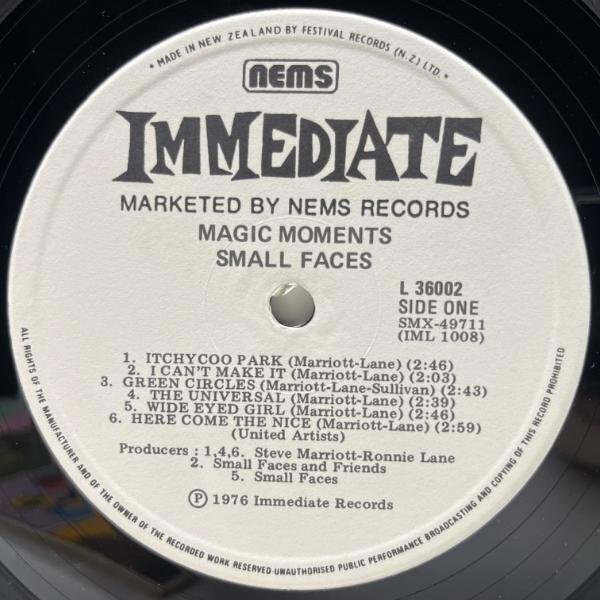 • MADE IN NEW ZEALAND BY FESTIVAL RECORDS (N.Z.) LTD. •
nems
IMMEDIATE
MARKETED BY NEMS RECORDS
MAGIC MOMENTS
SMALL FACES
L 36002
SIDE ONE
SMX-49711
(IML 1008)
1. ITCHYCOO PARK (Marriott-Lane) (2:46)
2. I CAN'T MAKE IT (Marriott-Lane) (2:03)
3. GREEN CIRCLES (Marriott-Lane-Sullivan) (2:43)
4. THE UNIVERSAL (Marriott-Lane) (2:39)
5. WIDE EYED GIRL (Marriott-Lane) (2:46)
6. HERE COME THE NICE (Marriott-Lane) (2:59)
(United Artists)
Producers : 1,4,6. Steve Marriott-Ronnie Lane
2. Small Faces and Friends
5. Small Faces
Ⓟ 1976 Immediate Records
ALL RIGHTS OF THE MANUFACTURER AND OF THE OWNER OF THE RECORDED WORK RESERVED-UNAUTHORISED PUBLIC PERFORMANCE BROADCASTING AND COPYING OF THIS RECORD PROHIBITED